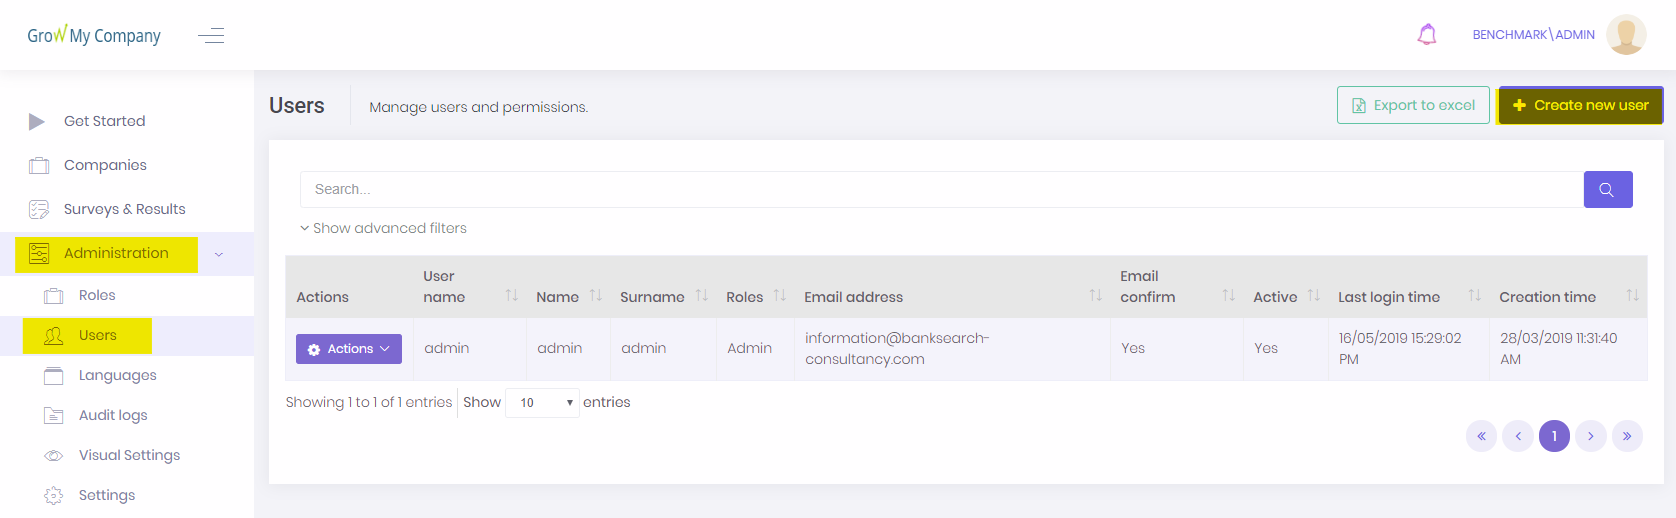 GroW My Company
BENCHMARK\ADMIN
Get Started
Companies
Surveys & Results
Administration
Roles
Users
Languages
Audit logs
Visual Settings
Settings
Users
Manage users and permissions.
Export to excel
+ Create new user
Search...
Show advanced filters
Actions User name Name Surname Roles Email address Email confirm Active Last login time Creation time
Actions admin admin admin Admin information@banksearch-consultancy.com Yes Yes 16/05/2019 15:29:02 PM 28/03/2019 11:31:40 AM
Showing 1 to 1 of 1 entries Show 10 entries
« ‹ 1 › »